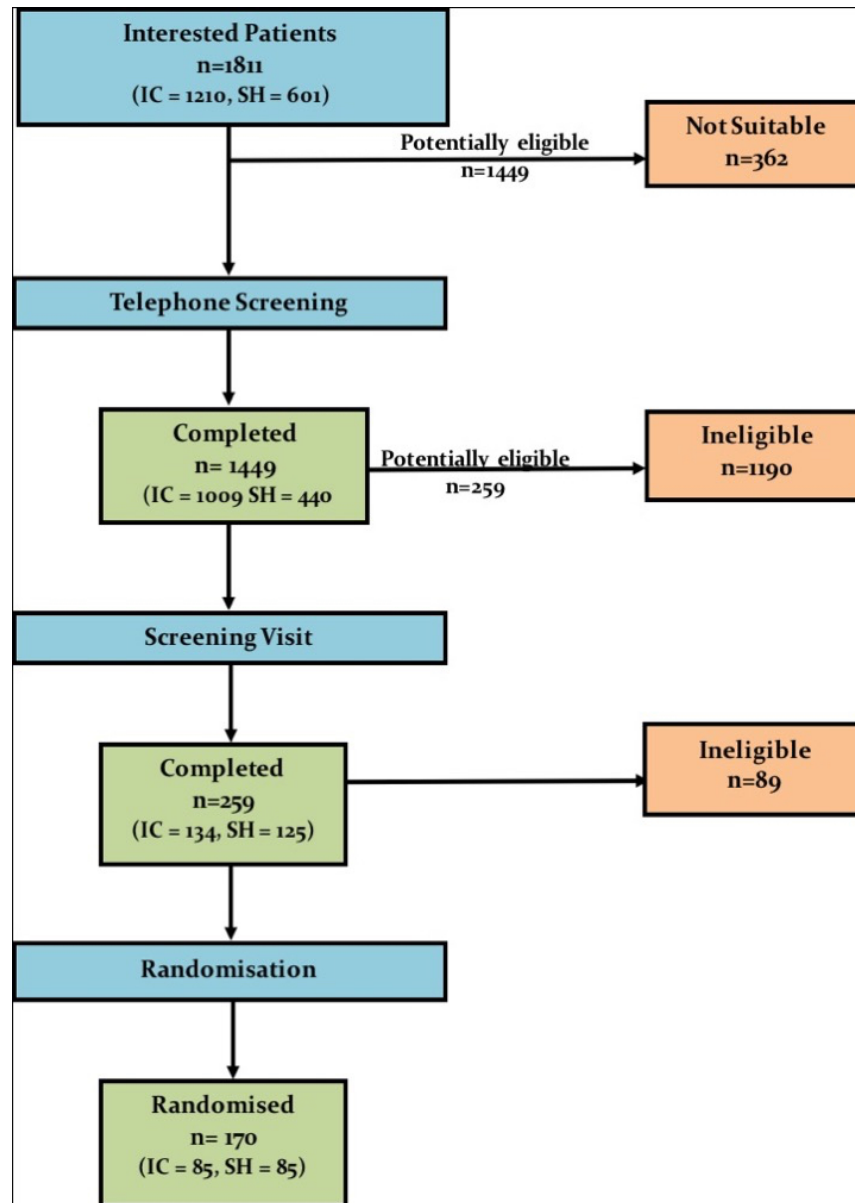 Interested Patients
n=1811
(IC = 1210, SH = 601)
Potentially eligible
n=1449
Not Suitable
n=362
Telephone Screening
Completed
n= 1449
(IC = 1009 SH = 440
Potentially eligible
n=259
Ineligible
n=1190
Screening Visit
Completed
n=259
(IC = 134, SH = 125)
Ineligible
n=89
Randomisation
Randomised
n= 170
(IC = 85, SH = 85)